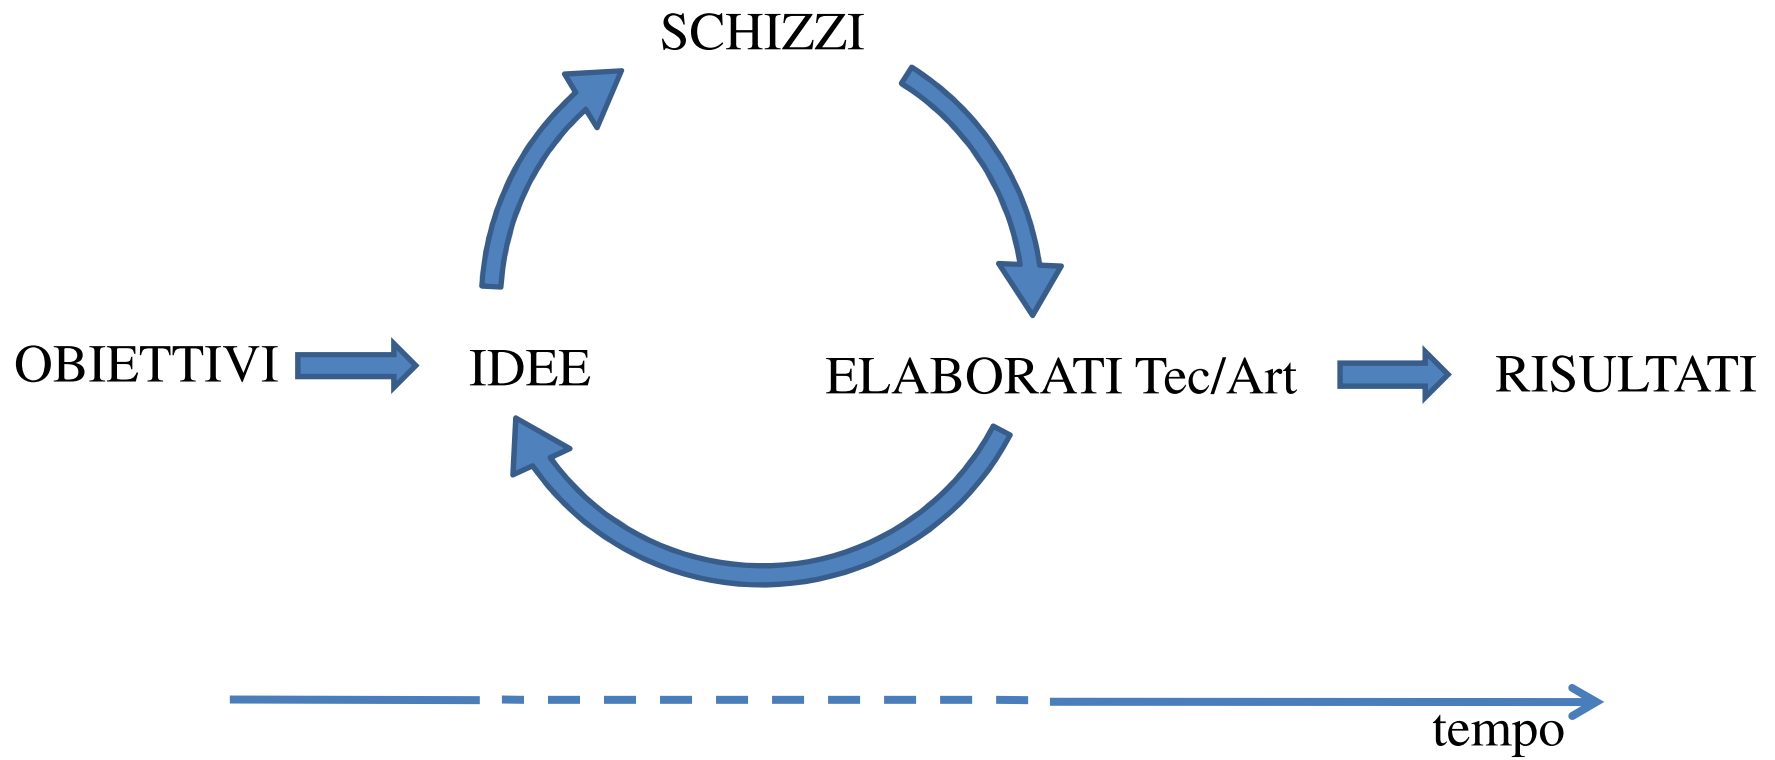 SCHIZZI
OBIETTIVI
IDEE
ELABORATI Tec/Art
RISULTATI
tempo